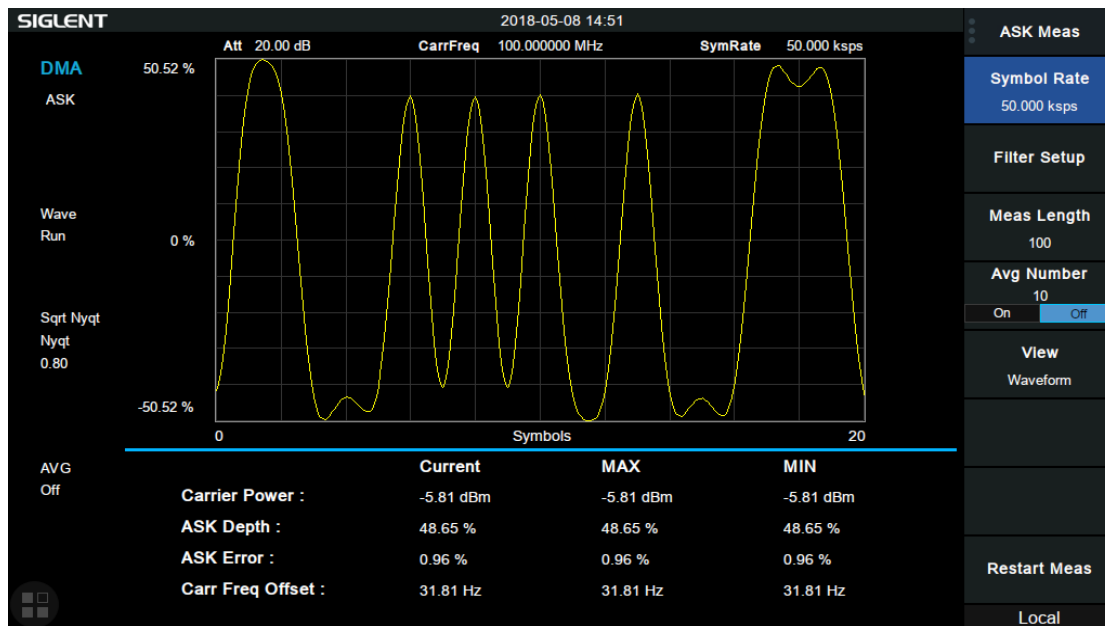 SIGLENT 2018-05-08 14:51
Att 20.00 dB CarrFreq 100.000000 MHz SymRate 50.000 ksps
DMA
ASK
50.52 %
Wave
Run
0 %
Sqrt Nyqt
Nyqt
0.80
-50.52 %
0 Symbols 20
AVG
Off
Current MAX MIN
Carrier Power : -5.81 dBm -5.81 dBm -5.81 dBm
ASK Depth : 48.65 % 48.65 % 48.65 %
ASK Error : 0.96 % 0.96 % 0.96 %
Carr Freq Offset : 31.81 Hz 31.81 Hz 31.81 Hz
ASK Meas
Symbol Rate
50.000 ksps
Filter Setup
Meas Length
100
Avg Number
10
On Off
View
Waveform
Restart Meas
Local